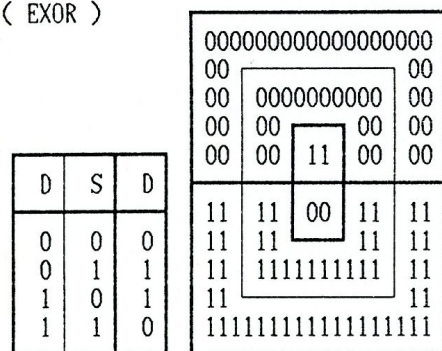 ( EXOR )
000000000000000000
00 00
00 0000000000 00
00 00 00 00
00 00 11 00 00
11 11 00 11 11
11 11 11 11
11 1111111111 11
11 11
111111111111111111
D S D
0 0 0
0 1 1
1 0 1
1 1 0